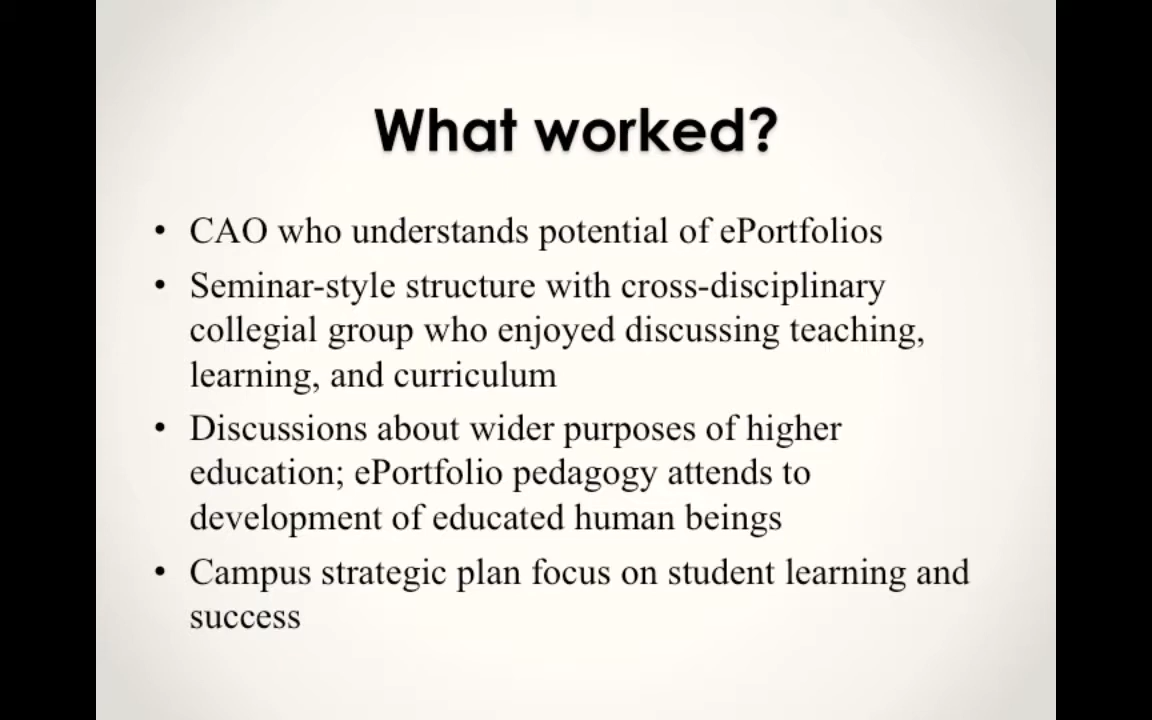 What worked?
• CAO who understands potential of ePortfolios
• Seminar-style structure with cross-disciplinary
collegial group who enjoyed discussing teaching,
learning, and curriculum
• Discussions about wider purposes of higher
education; ePortfolio pedagogy attends to
development of educated human beings
• Campus strategic plan focus on student learning and
success